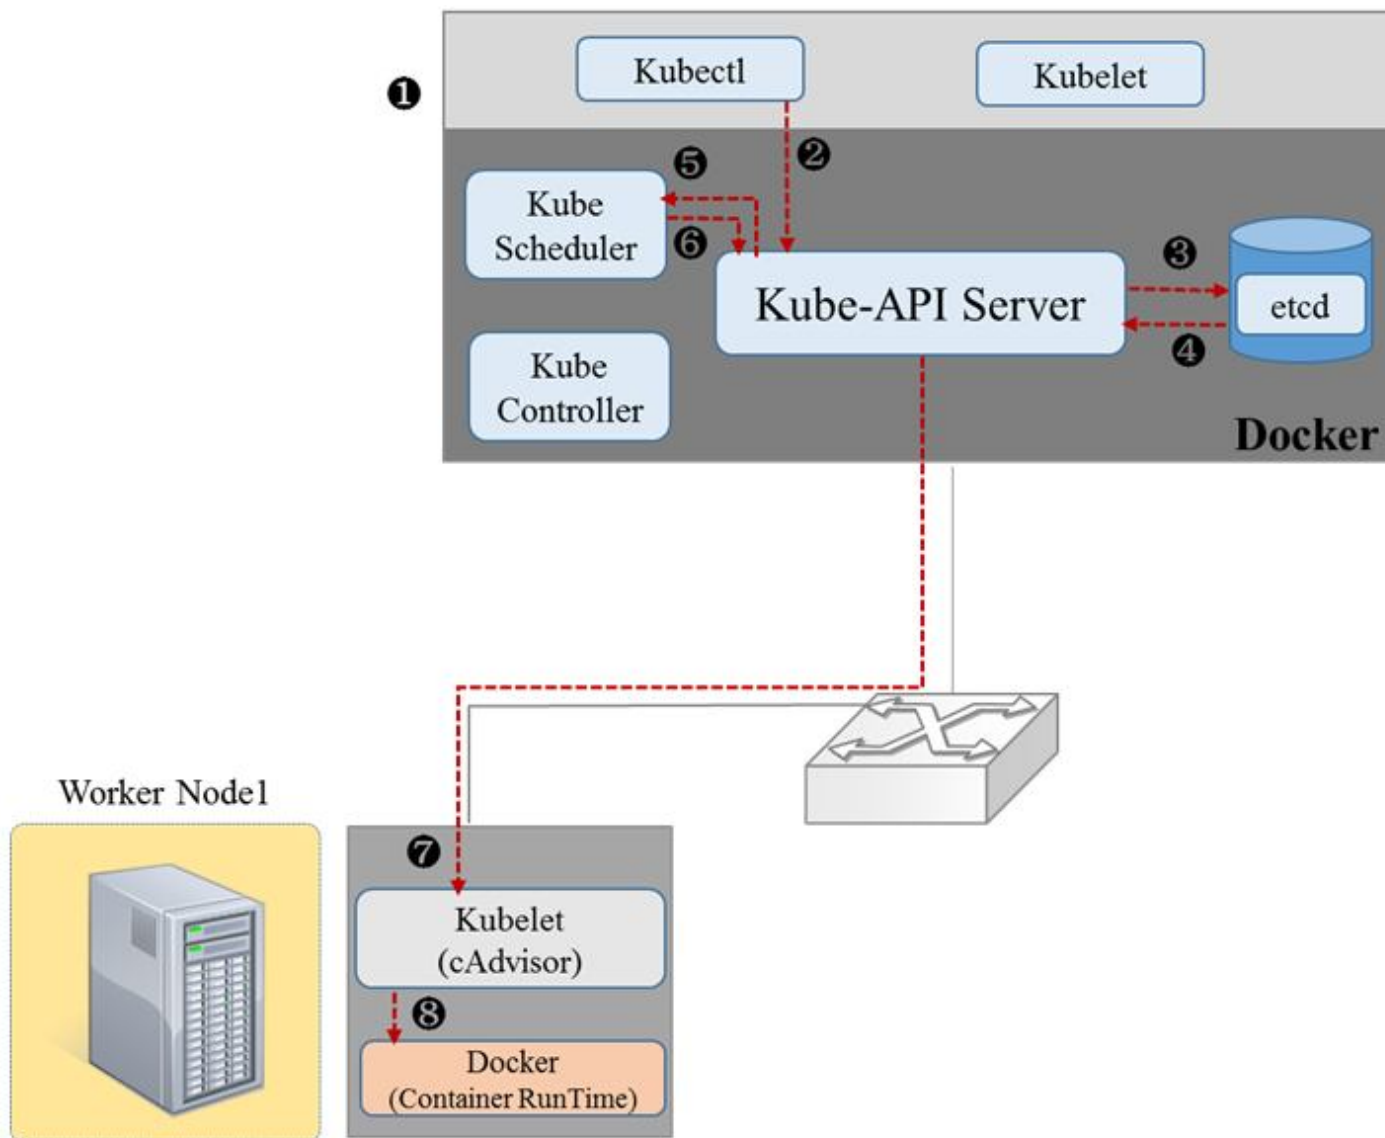 Kubectl
Kubelet
❶
❷
❺
Kube
Scheduler
❻
❸
Kube-API Server
etcd
❹
Kube
Controller
Docker
Worker Node1
❼
Kubelet
(cAdvisor)
❽
Docker
(Container RunTime)